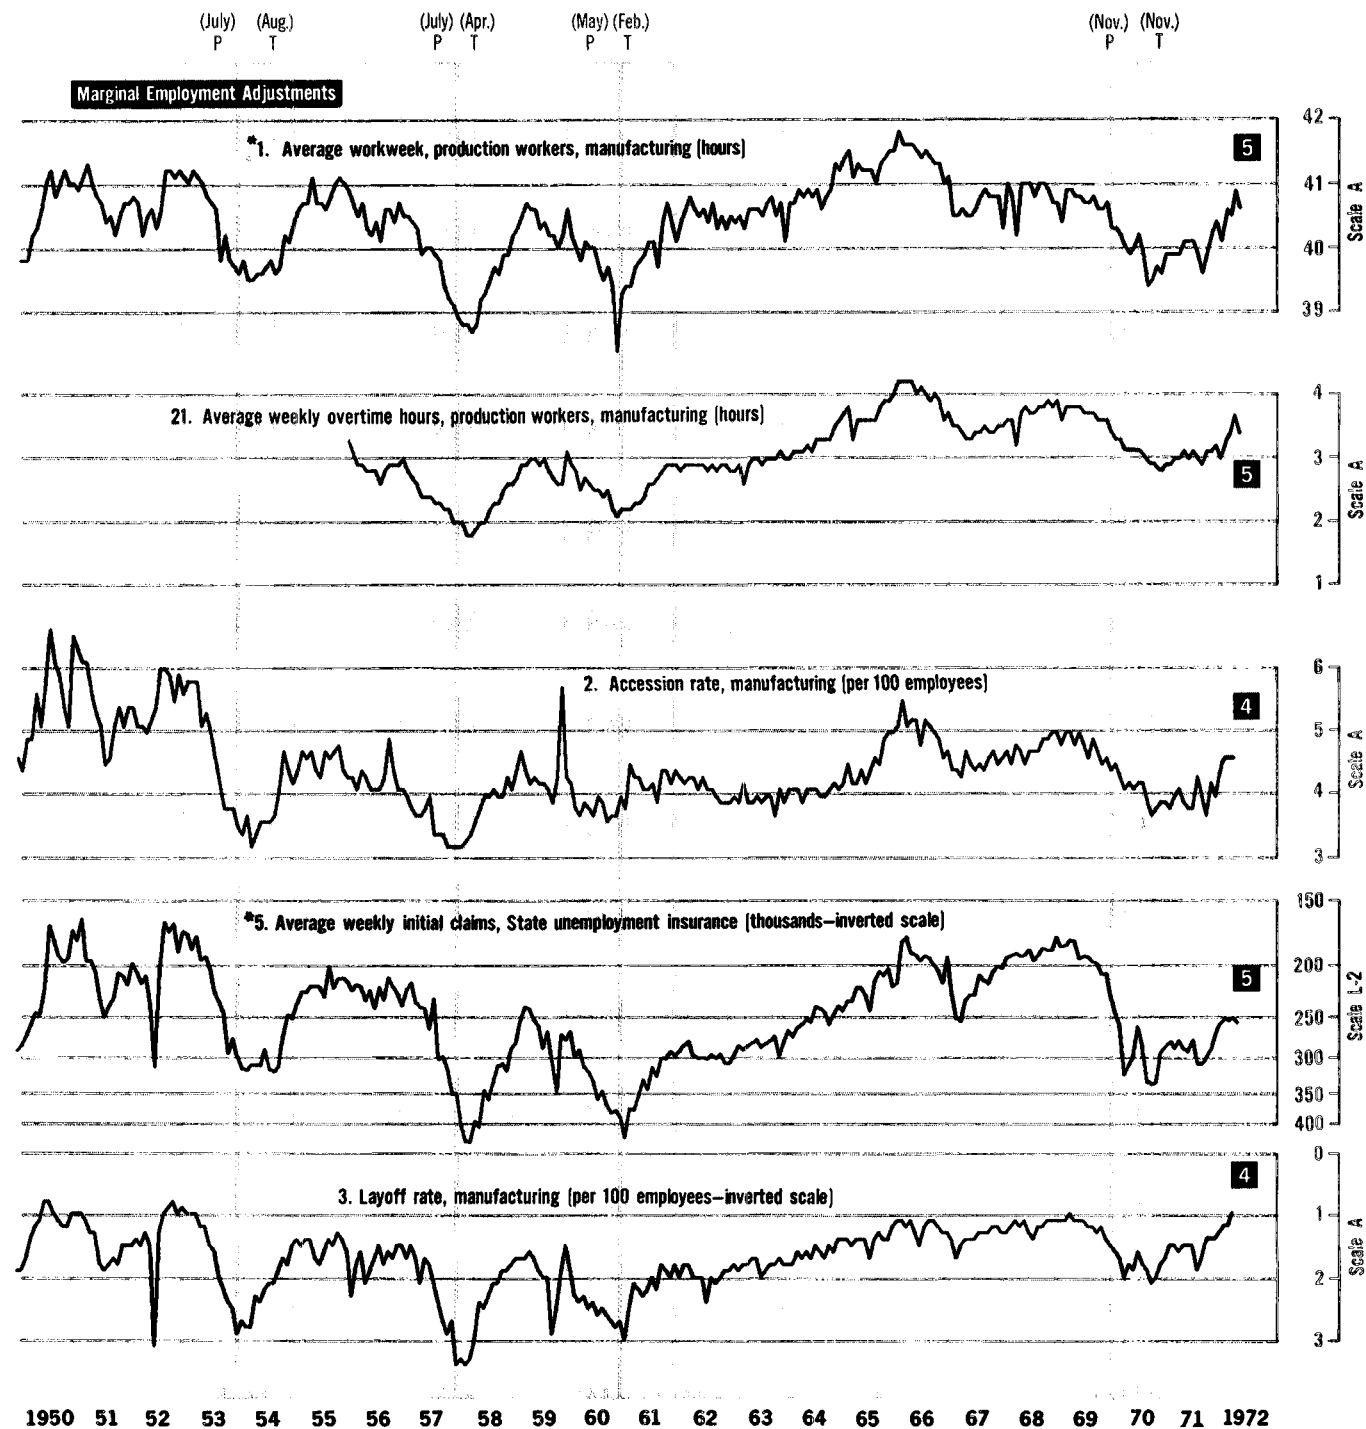 (July) (Aug.) (July) (Apr.) (May) (Feb.) (Nov.) (Nov.)
P T P T P T P T
Marginal Employment Adjustments
*1. Average workweek, production workers, manufacturing (hours)
5
42
41
40
39
Scale A
21. Average weekly overtime hours, production workers, manufacturing (hours)
5
4
3
2
1
Scale A
2. Accession rate, manufacturing (per 100 employees)
4
6
5
4
3
Scale A
*5. Average weekly initial claims, State unemployment insurance (thousands—inverted scale)
5
150
200
250
300
350
400
Scale L-2
3. Layoff rate, manufacturing (per 100 employees—inverted scale)
4
0
1
2
3
Scale A
1950 51 52 53 54 55 56 57 58 59 60 61 62 63 64 65 66 67 68 69 70 71 1972